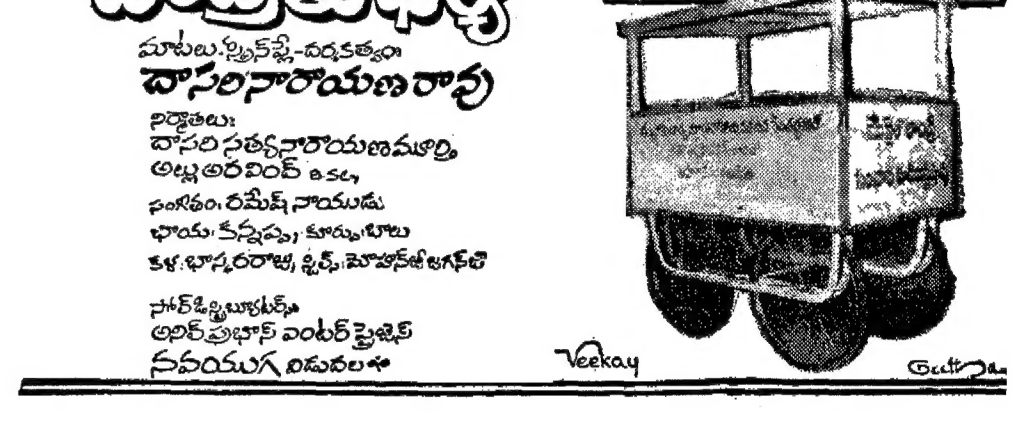 మాటలు-స్క్రీన్‌ప్లే-దర్శకత్వం:
దాసరి నారాయణ రావు
నిర్మాతలు:
దాసరి సత్యనారాయణమూర్తి
అల్లు అరవింద్ B.SC.,
సంగీతం: రమేష్ నాయుడు
ఛాయ: కన్నప్ప, కూర్పు: బాలు
కళ: భాస్కరరాజు, స్టిల్స్: మోహన్‌జీ జగన్‌జీ
సోల్ డిస్ట్రిబ్యూటర్స్
అనిల్ ప్రభాస్ ఎంటర్ ప్రైజెస్
నవయుగ విడుదల
Veekay